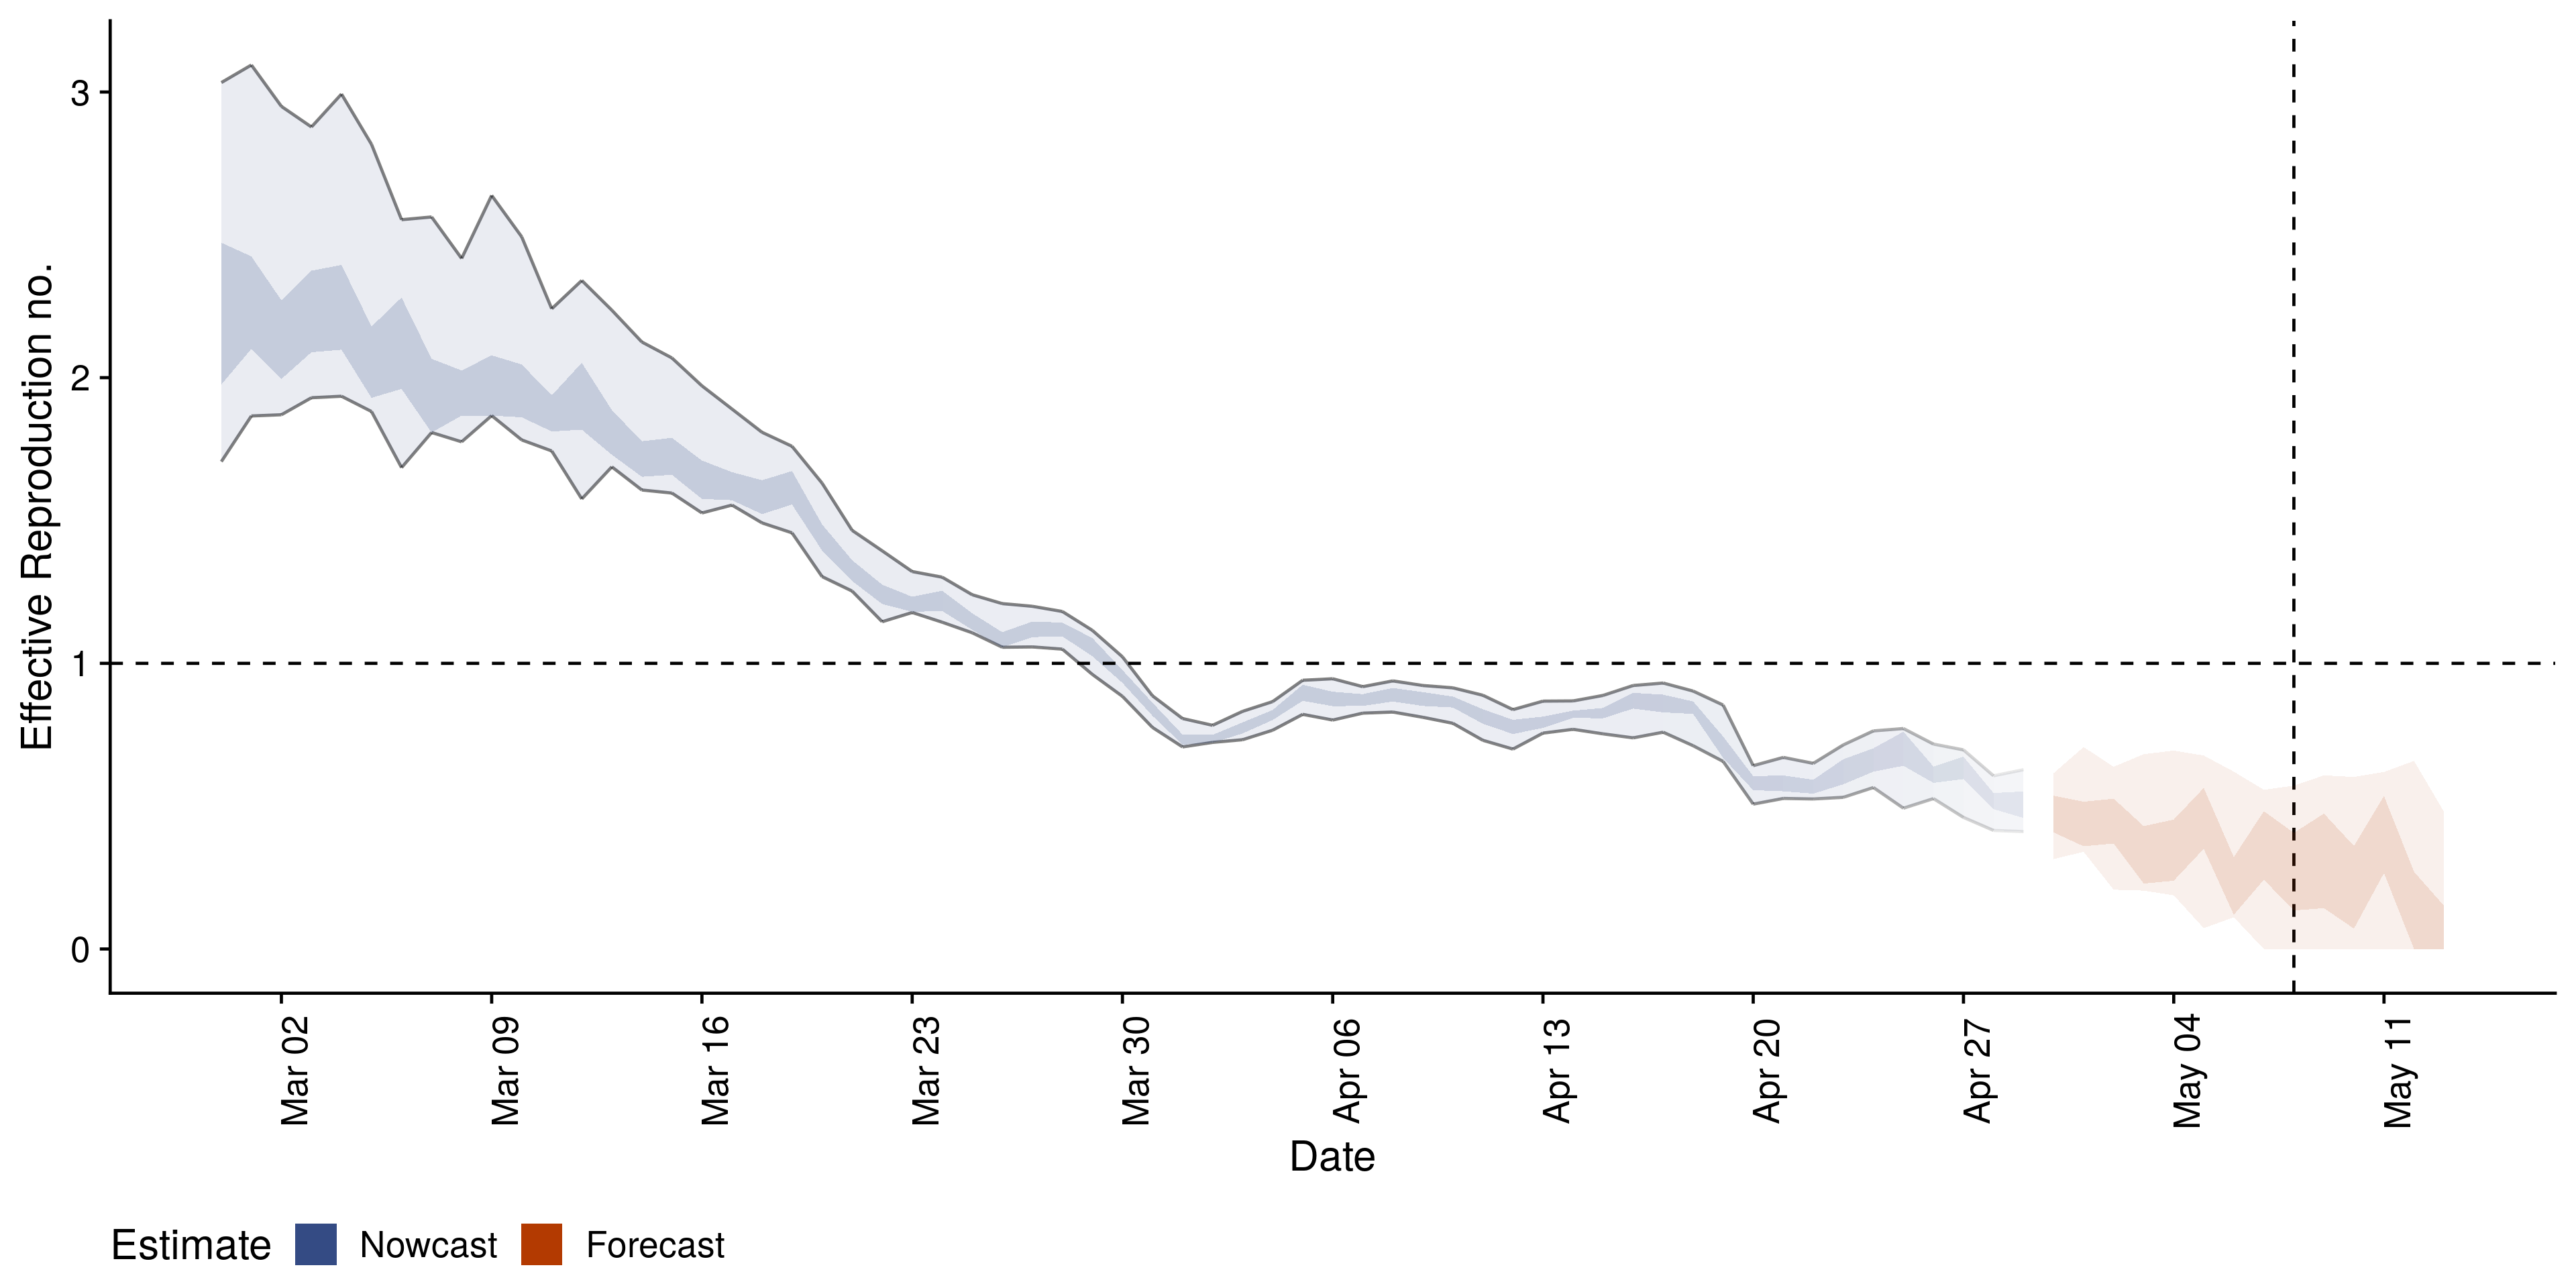 Effective Reproduction no.
3
2
1
0
Mar 02
Mar 09
Mar 16
Mar 23
Mar 30
Apr 06
Apr 13
Apr 20
Apr 27
May 04
May 11
Date
Estimate Nowcast Forecast